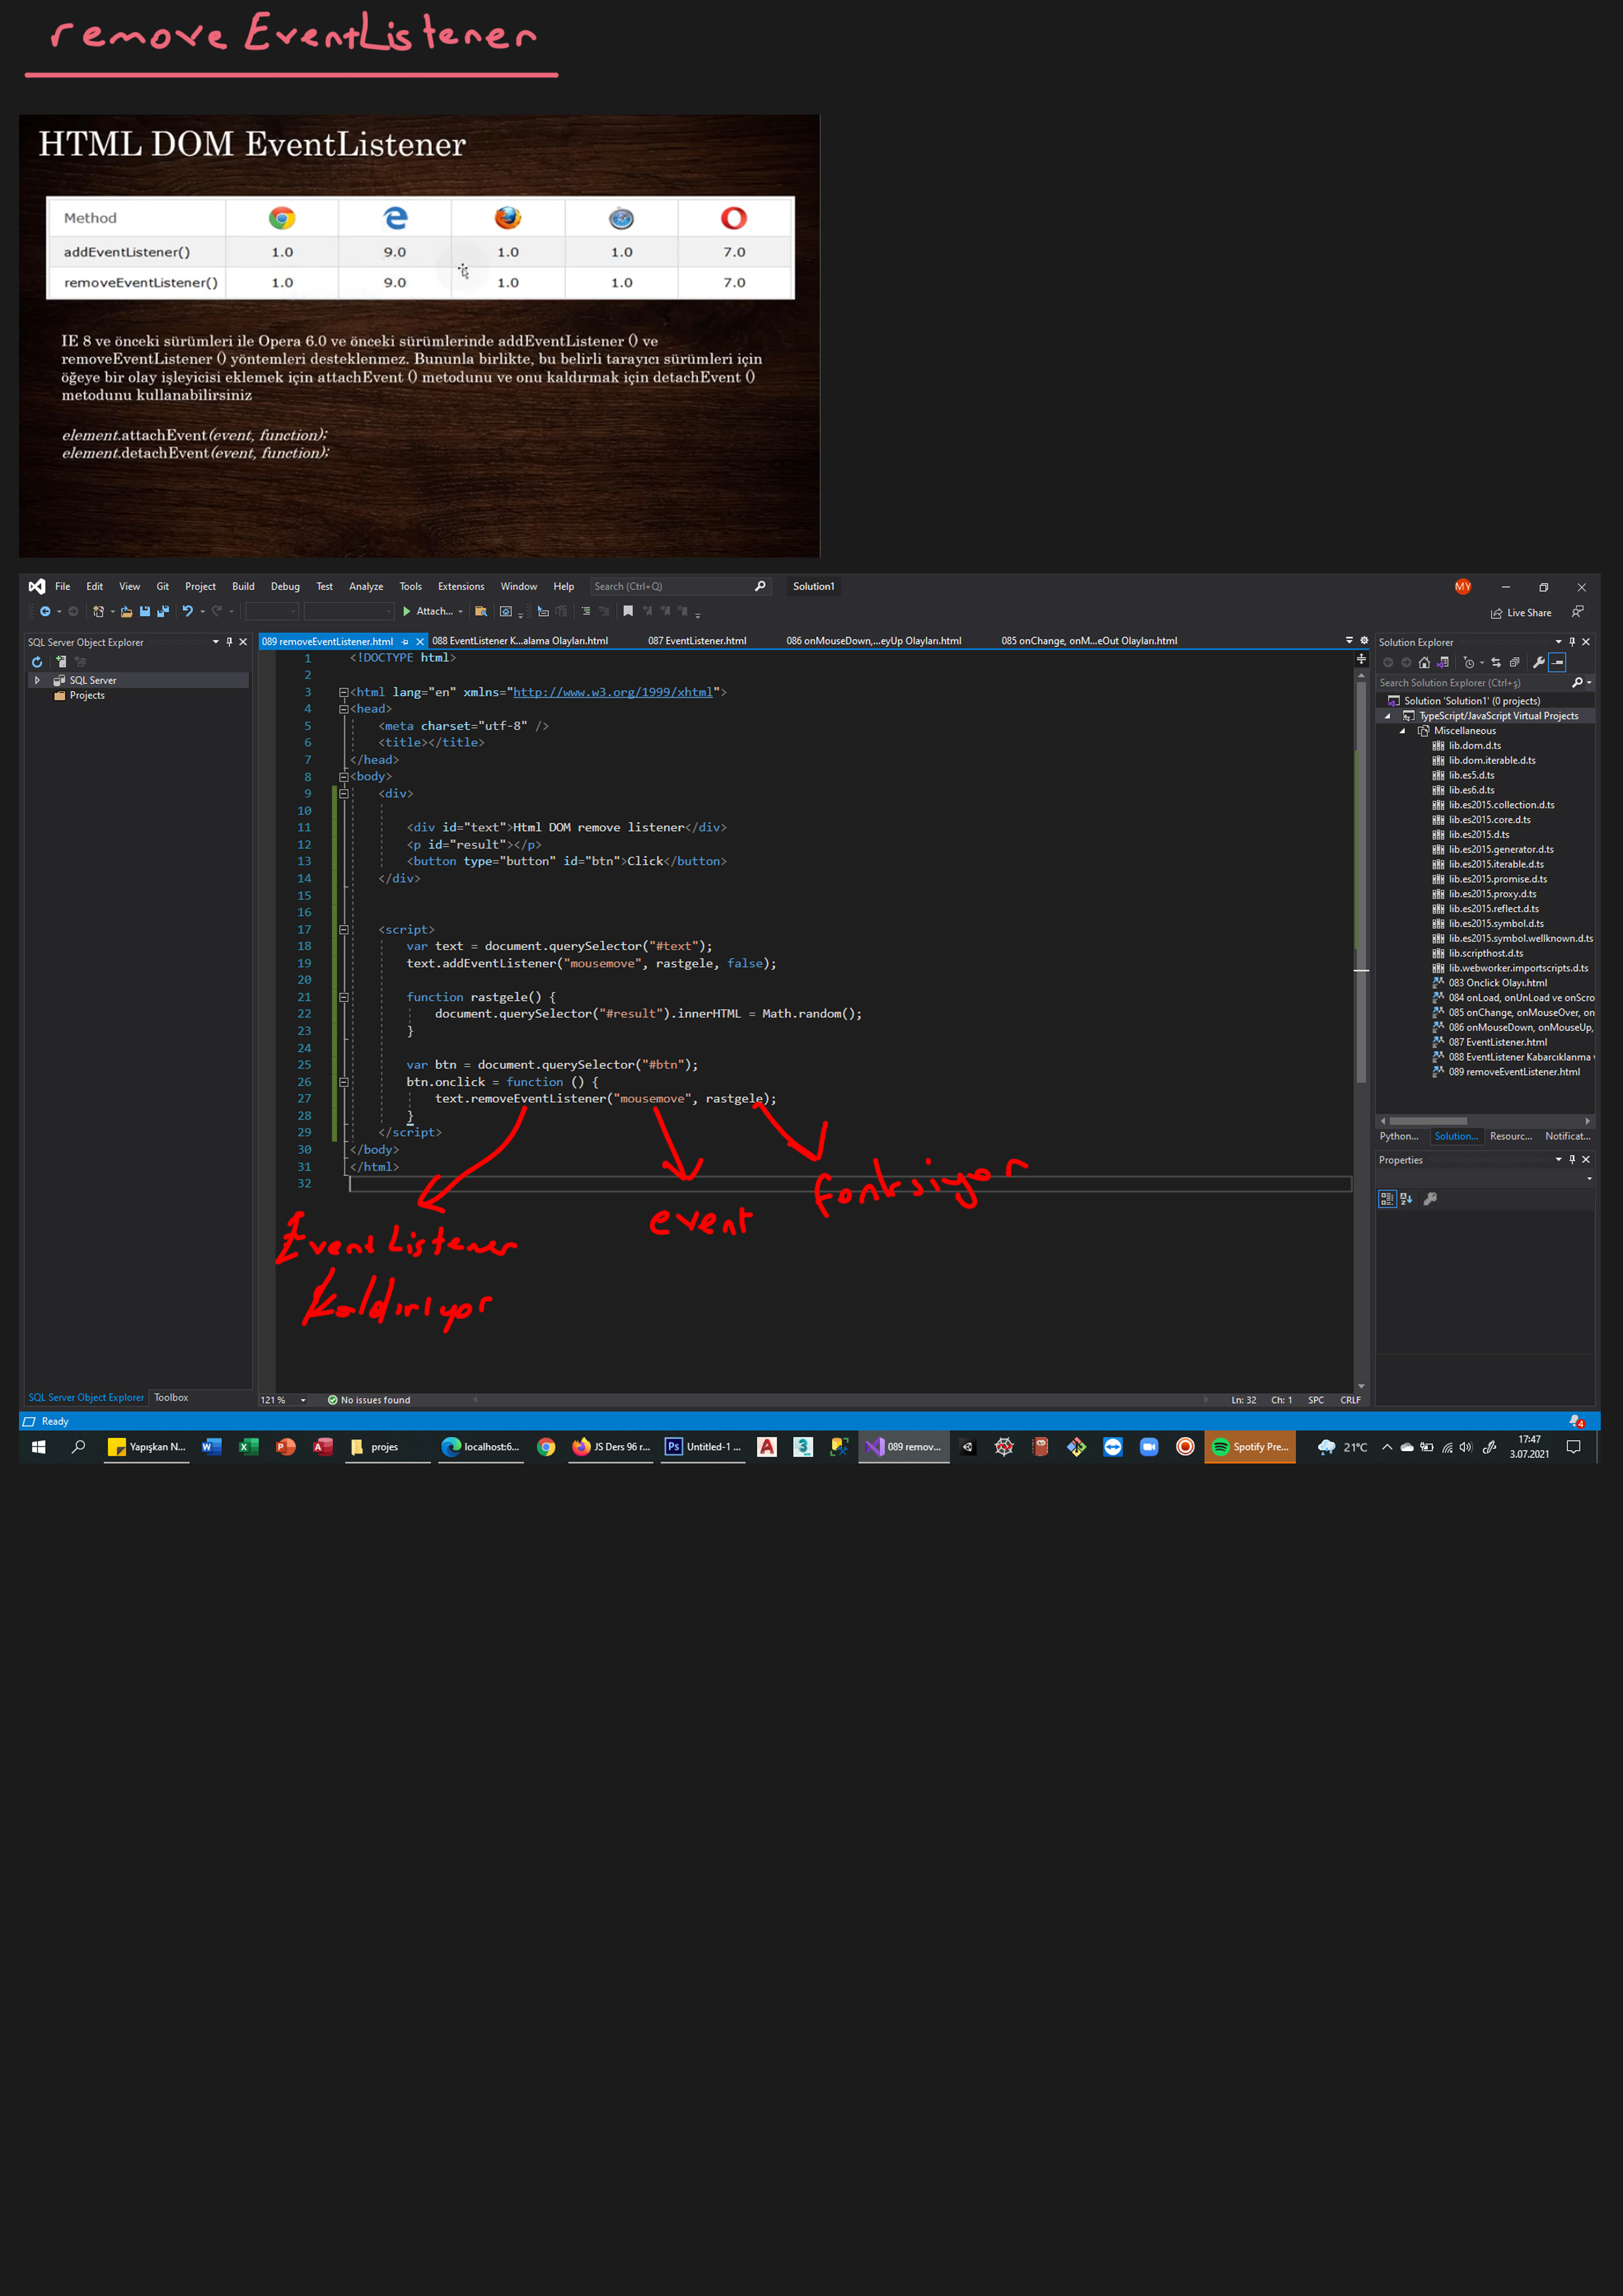 remove EventListener
HTML DOM EventListener
Method
addEventListener() 1.0 9.0 1.0 1.0 7.0
removeEventListener() 1.0 9.0 1.0 1.0 7.0
IE 8 ve önceki sürümleri ile Opera 6.0 ve önceki sürümlerinde addEventListener () ve
removeEventListener () yöntemleri desteklenmez. Bununla birlikte, bu belirli tarayıcı sürümleri için
öğeye bir olay işleyicisi eklemek için attachEvent () metodunu ve onu kaldırmak için detachEvent ()
metodunu kullanabilirsiniz
element.attachEvent(event, function);
element.detachEvent(event, function);
File Edit View Git Project Build Debug Test Analyze Tools Extensions Window Help Search (Ctrl+Q) Solution1 MY
Attach... Live Share
SQL Server Object Explorer
SQL Server
Projects
089 removeEventListener.html 088 EventListener K...alama Olayları.html 087 EventListener.html 086 onMouseDown,...eyUp Olayları.html 085 onChange, onM...eOut Olayları.html
1 <!DOCTYPE html>
2
3 <html lang="en" xmlns="http://www.w3.org/1999/xhtml">
4 <head>
5 <meta charset="utf-8" />
6 <title></title>
7 </head>
8 <body>
9 <div>
10
11 <div id="text">Html DOM remove listener</div>
12 <p id="result"></p>
13 <button type="button" id="btn">Click</button>
14 </div>
15
16
17 <script>
18 var text = document.querySelector("#text");
19 text.addEventListener("mousemove", rastgele, false);
20
21 function rastgele() {
22 document.querySelector("#result").innerHTML = Math.random();
23 }
24
25 var btn = document.querySelector("#btn");
26 btn.onclick = function () {
27 text.removeEventListener("mousemove", rastgele);
28 }
29 </script>
30 </body>
31 </html>
32
EventListener
kaldırılıyor
event
fonksiyon
Solution Explorer
Search Solution Explorer (Ctrl+ş)
Solution 'Solution1' (0 projects)
TypeScript/JavaScript Virtual Projects
Miscellaneous
lib.dom.d.ts
lib.dom.iterable.d.ts
lib.es5.d.ts
lib.es6.d.ts
lib.es2015.collection.d.ts
lib.es2015.core.d.ts
lib.es2015.d.ts
lib.es2015.generator.d.ts
lib.es2015.iterable.d.ts
lib.es2015.promise.d.ts
lib.es2015.proxy.d.ts
lib.es2015.reflect.d.ts
lib.es2015.symbol.d.ts
lib.es2015.symbol.wellknown.d.ts
lib.scripthost.d.ts
lib.webworker.importscripts.d.ts
083 Onclick Olayı.html
084 onLoad, onUnLoad ve onScro
085 onChange, onMouseOver, on
086 onMouseDown, onMouseUp,
087 EventListener.html
088 EventListener Kabarcıklanma
089 removeEventListener.html
Python... Solution... Resourc... Notificat...
Properties
SQL Server Object Explorer Toolbox
121 % No issues found Ln: 32 Ch: 1 SPC CRLF
Ready 4
Yapışkan N... projes localhost:6... JS Ders 96 r... Untitled-1 ... 089 remov... Spotify Pre... 21°C 17:47
3.07.2021